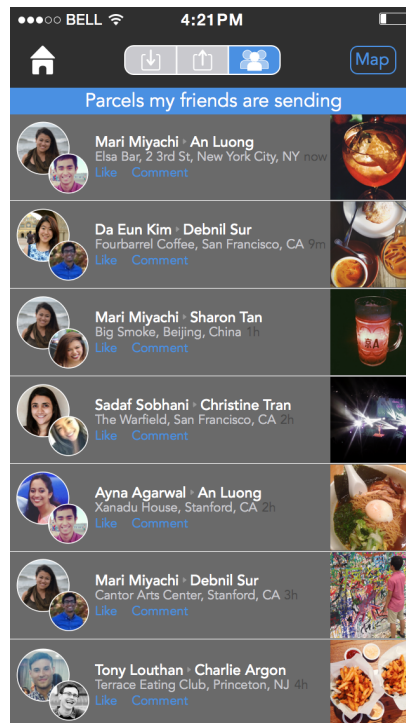 BELL 4:21PM
Map
Parcels my friends are sending
Mari Miyachi An Luong
Elsa Bar, 2 3rd St, New York City, NY now
Like Comment
Da Eun Kim Debnil Sur
Fourbarrel Coffee, San Francisco, CA 9m
Like Comment
Mari Miyachi Sharon Tan
Big Smoke, Beijing, China 1h
Like Comment
京A
Sadaf Sobhani Christine Tran
The Warfield, San Francisco, CA 2h
Like Comment
Ayna Agarwal An Luong
Xanadu House, Stanford, CA 2h
Like Comment
Mari Miyachi Debnil Sur
Cantor Arts Center, Stanford, CA 3h
Like Comment
Tony Louthan Charlie Argon
Terrace Eating Club, Princeton, NJ 4h
Like Comment